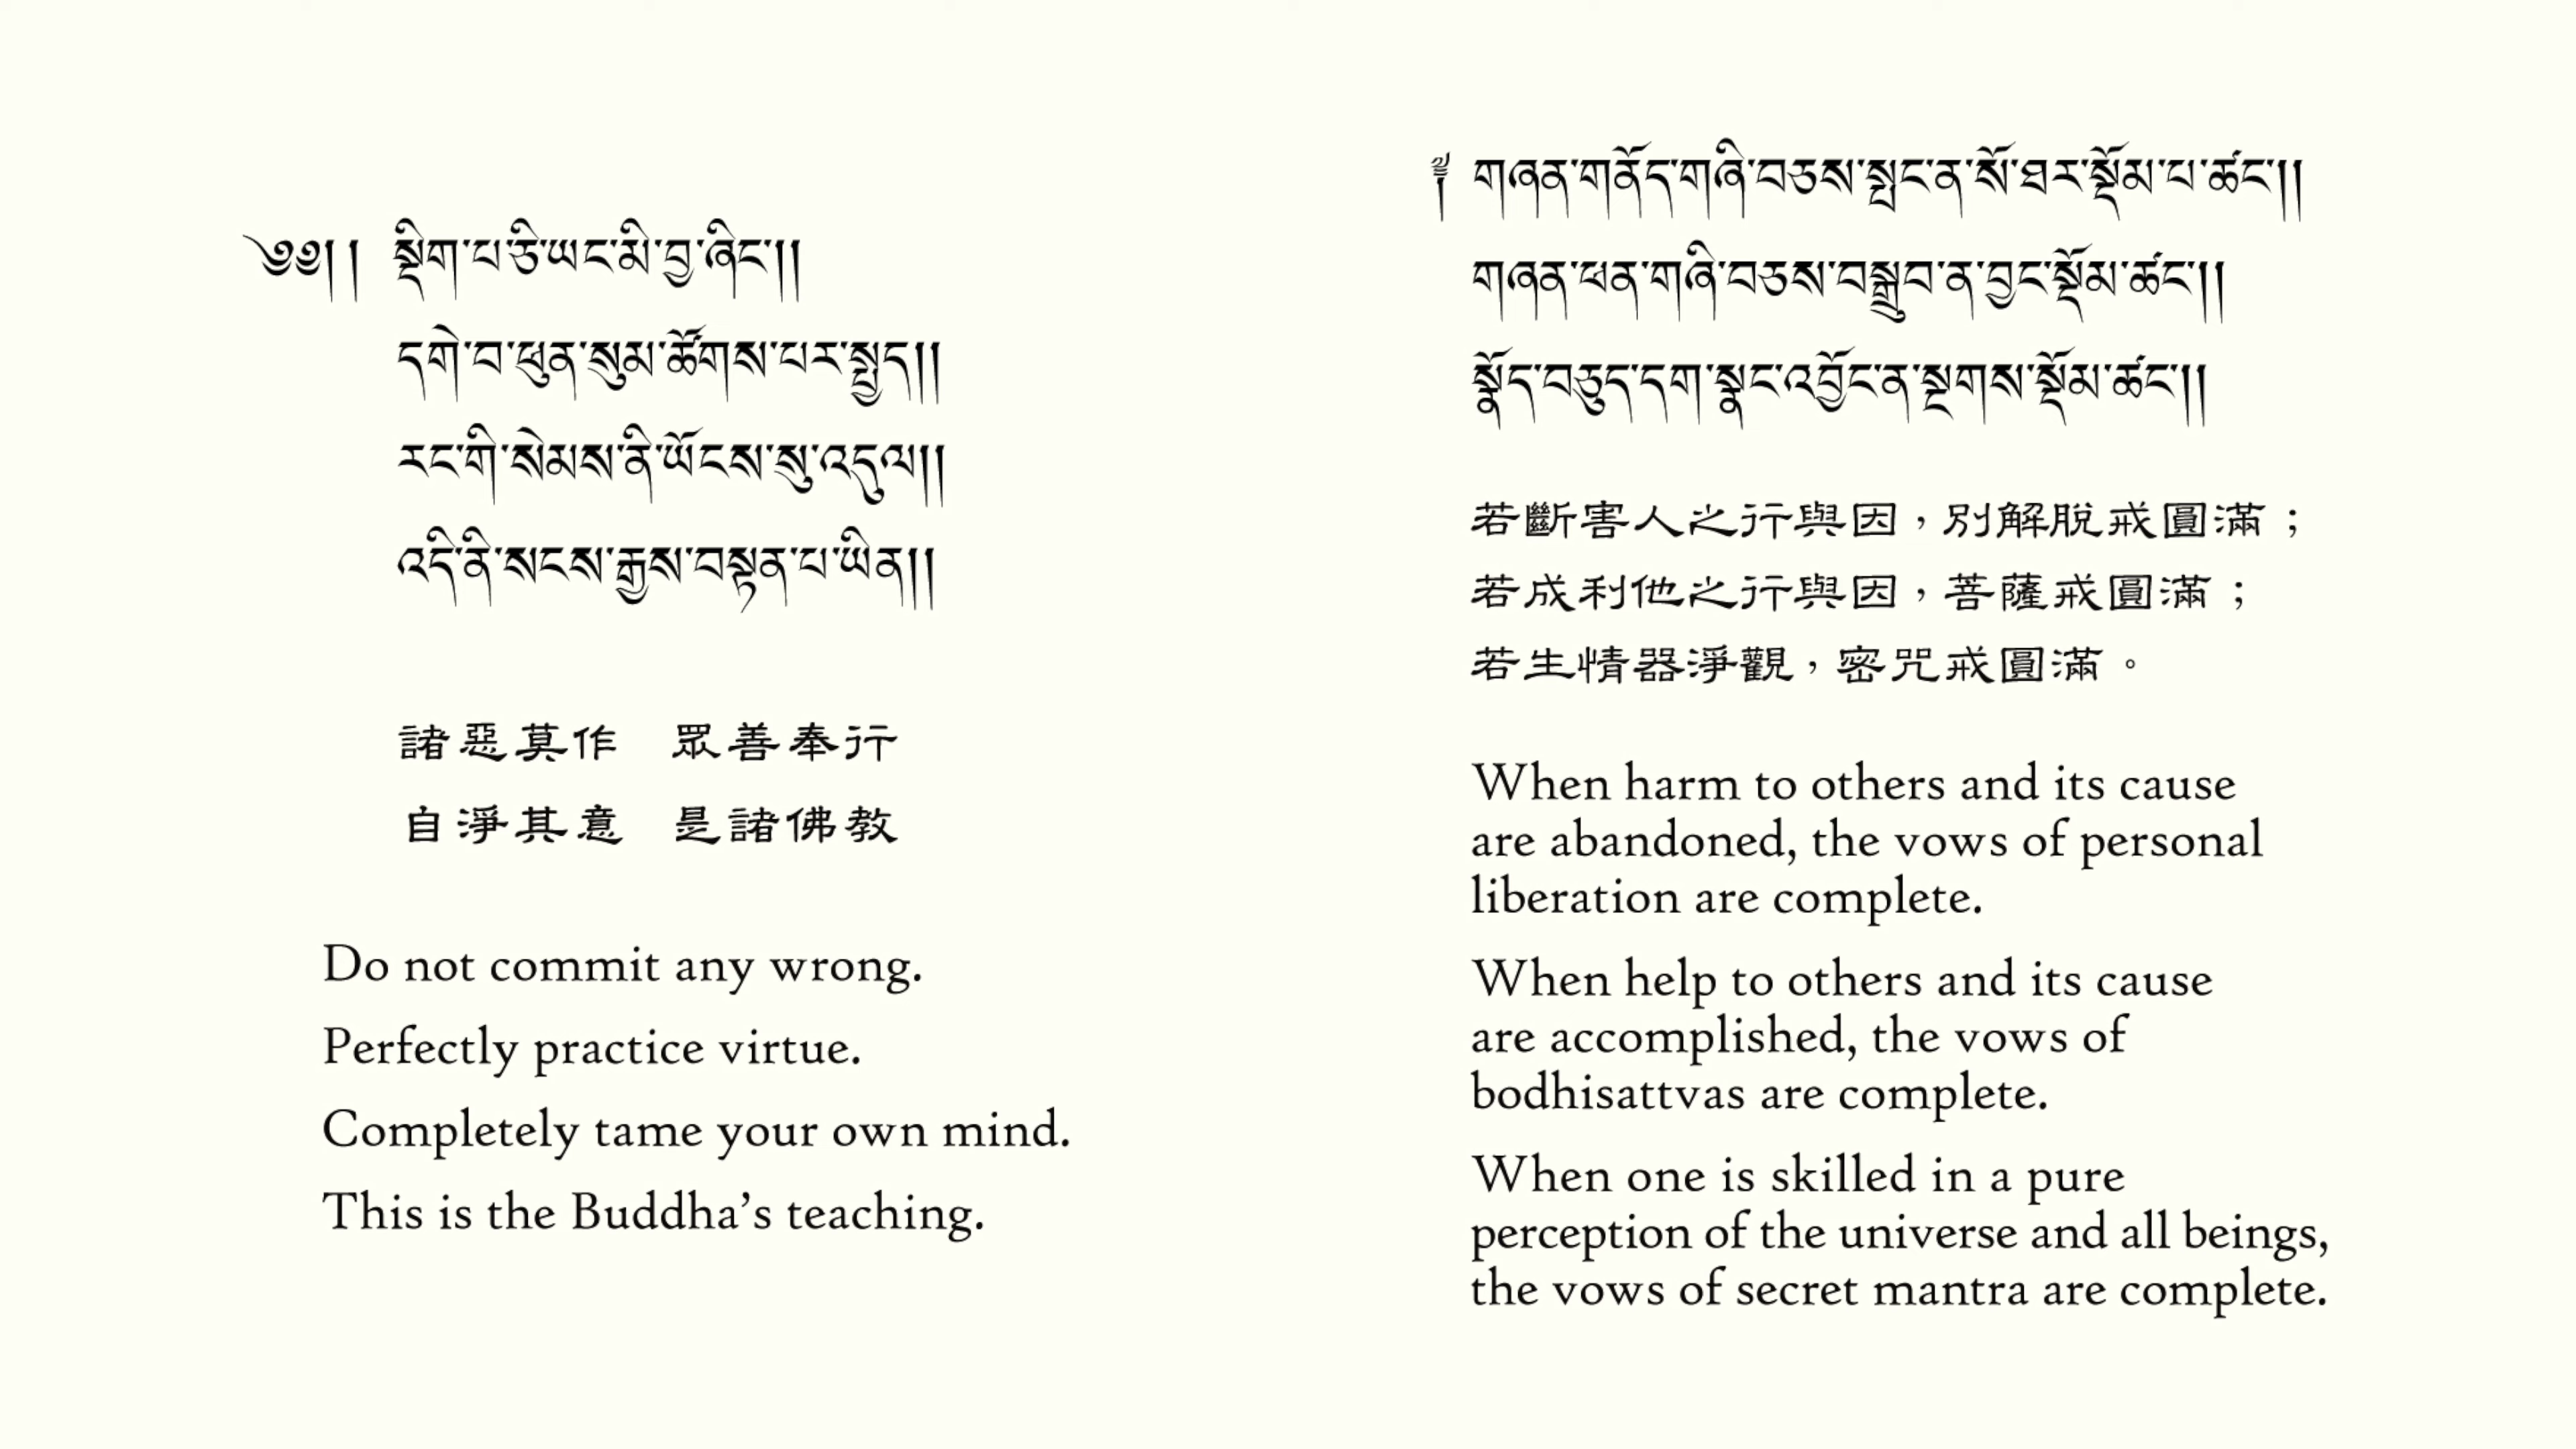 ༄༅།། སྡིག་པ་ཅི་ཡང་མི་བྱ་ཞིང་།།
དགེ་བ་ཕུན་སུམ་ཚོགས་པར་སྤྱད།།
རང་གི་སེམས་ནི་ཡོངས་སུ་འདུལ།།
འདི་ནི་སངས་རྒྱས་བསྟན་པ་ཡིན།།
諸惡莫作 眾善奉行
自淨其意 是諸佛教
Do not commit any wrong.
Perfectly practice virtue.
Completely tame your own mind.
This is the Buddha’s teaching.
༈ གཞན་གནོད་གཞི་བཅས་སྤང་ན་སོ་ཐར་སྡོམ་པ་ཚང་།།
གཞན་ཕན་གཞི་བཅས་བསྒྲུབ་ན་བྱང་སྡོམ་ཚང་།།
སྣོད་བཅུད་དག་སྣང་འབྱོང་ན་སྔགས་སྡོམ་ཚང་།།
若斷害人之行與因，別解脫戒圓滿；
若成利他之行與因，菩薩戒圓滿；
若生情器淨觀，密咒戒圓滿。
When harm to others and its cause
are abandoned, the vows of personal
liberation are complete.
When help to others and its cause
are accomplished, the vows of
bodhisattvas are complete.
When one is skilled in a pure
perception of the universe and all beings,
the vows of secret mantra are complete.